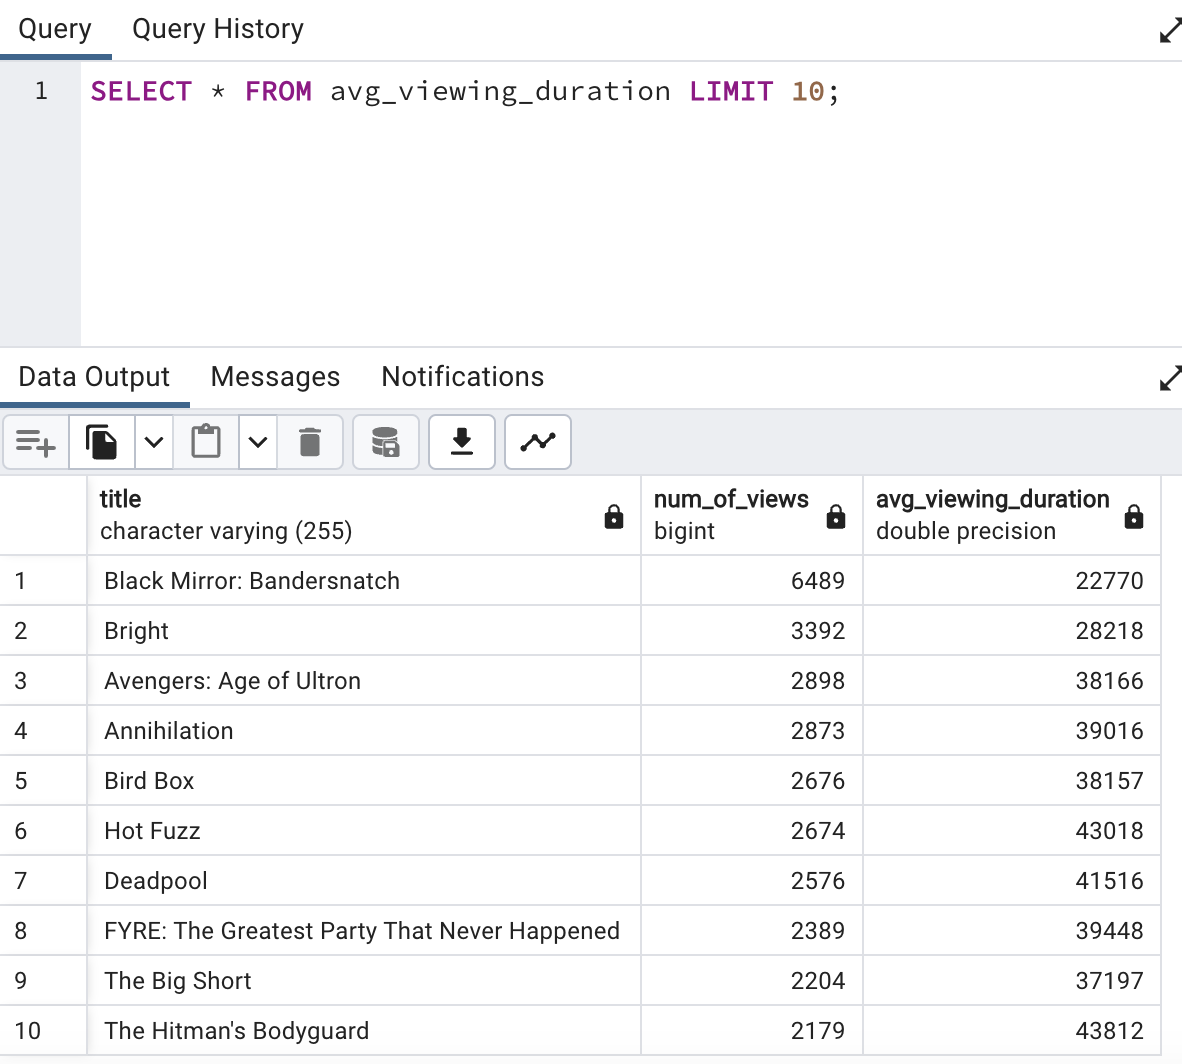 Query Query History
1 SELECT * FROM avg_viewing_duration LIMIT 10;
Data Output Messages Notifications
title num_of_views avg_viewing_duration
character varying (255) bigint double precision
1 Black Mirror: Bandersnatch 6489 22770
2 Bright 3392 28218
3 Avengers: Age of Ultron 2898 38166
4 Annihilation 2873 39016
5 Bird Box 2676 38157
6 Hot Fuzz 2674 43018
7 Deadpool 2576 41516
8 FYRE: The Greatest Party That Never Happened 2389 39448
9 The Big Short 2204 37197
10 The Hitman's Bodyguard 2179 43812